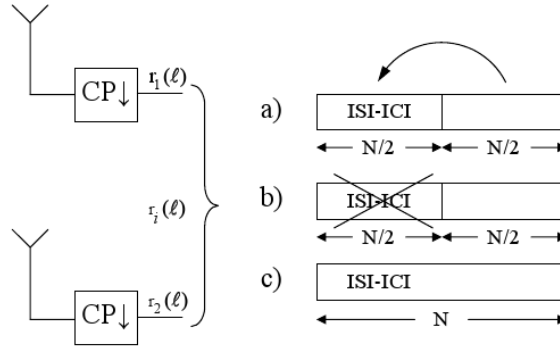 CP↓ r₁(ℓ)
rᵢ(ℓ)
CP↓ r₂(ℓ)
a) ISI-ICI
N/2 N/2
b) ISI-ICI
N/2 N/2
c) ISI-ICI
N